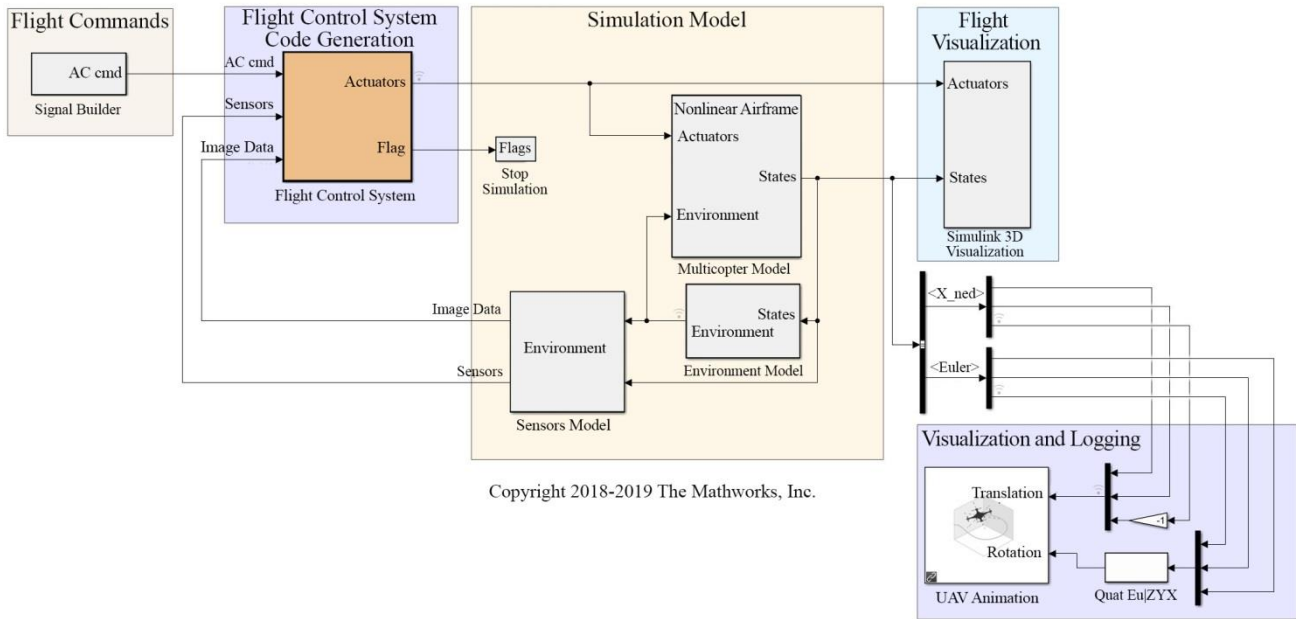 Flight Commands
AC cmd
Signal Builder
Flight Control System
Code Generation
AC cmd
Sensors
Image Data
Actuators
Flag
Flight Control System
Simulation Model
Flags
Stop
Simulation
Nonlinear Airframe
Actuators
States
Environment
Multicopter Model
States
Environment
Environment Model
Environment
Sensors Model
Image Data
Sensors
Flight
Visualization
Actuators
States
Simulink 3D
Visualization
<X_ned>
<Euler>
Visualization and Logging
Translation
Rotation
UAV Animation
-1
Quat Eu|ZYX
Copyright 2018-2019 The Mathworks, Inc.